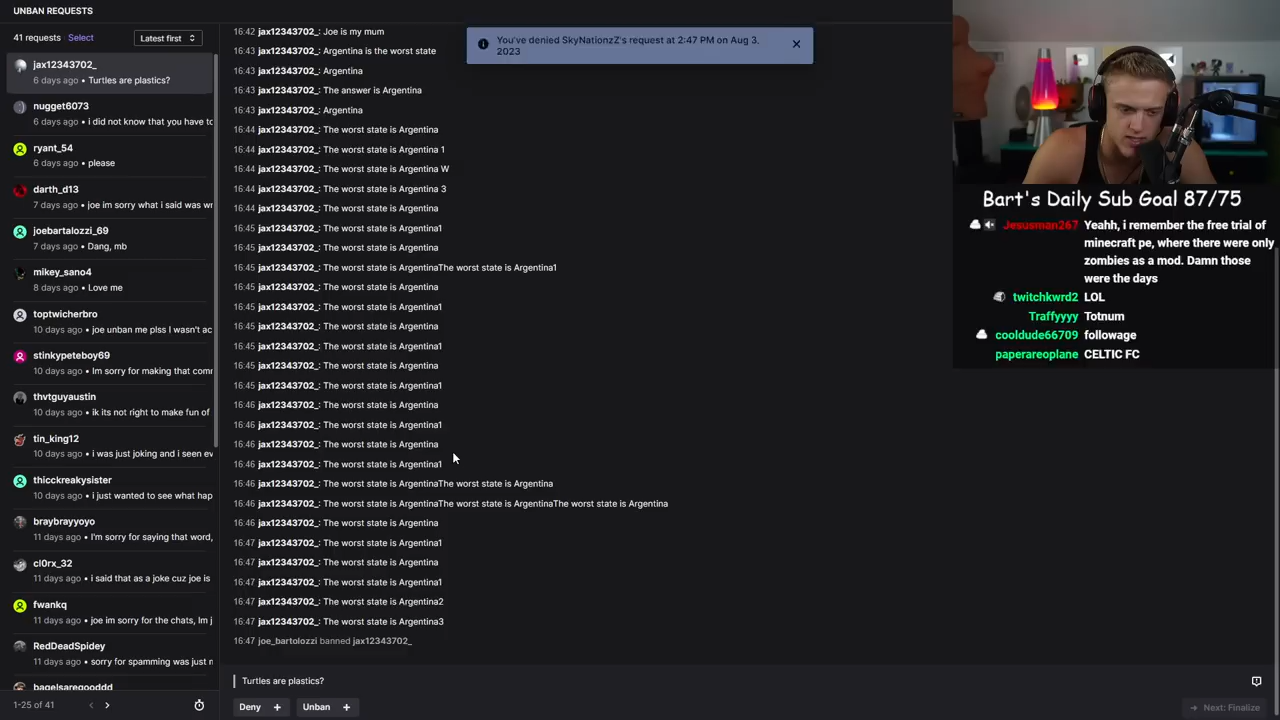 UNBAN REQUESTS
41 requests Select Latest first
jax12343702_
6 days ago • Turtles are plastics?
nugget6073
6 days ago • i did not know that you have to
ryant_54
6 days ago • please
darth_d13
7 days ago • joe im sorry what i said was wr
joebartalozzi_69
7 days ago • Dang, mb
mikey_sano4
8 days ago • Love me
toptwicherbro
10 days ago • joe unban me plss I wasn't ac
stinkypeteboy69
10 days ago • Im sorry for making that com
thvtguyaustin
10 days ago • ik its not right to make fun of
tin_king12
10 days ago • i was just joking and i seen ev
thicckreakysister
10 days ago • i just wanted to see what hap
braybrayyoyo
11 days ago • I'm sorry for saying that word,
cl0rx_32
11 days ago • i said that as a joke cuz joe is
fwankq
11 days ago • joe im sorry for the chats, Im j
RedDeadSpidey
11 days ago • sorry for spamming was just r
bagelsaregooddd
1-25 of 41
16:42 jax12343702_: Joe is my mum
16:43 jax12343702_: Argentina is the worst state
16:43 jax12343702_: Argentina
16:43 jax12343702_: The answer is Argentina
16:43 jax12343702_: Argentina
16:44 jax12343702_: The worst state is Argentina
16:44 jax12343702_: The worst state is Argentina 1
16:44 jax12343702_: The worst state is Argentina W
16:44 jax12343702_: The worst state is Argentina 3
16:44 jax12343702_: The worst state is Argentina
16:45 jax12343702_: The worst state is Argentina1
16:45 jax12343702_: The worst state is Argentina
16:45 jax12343702_: The worst state is ArgentinaThe worst state is Argentina1
16:45 jax12343702_: The worst state is Argentina
16:45 jax12343702_: The worst state is Argentina1
16:45 jax12343702_: The worst state is Argentina
16:45 jax12343702_: The worst state is Argentina1
16:45 jax12343702_: The worst state is Argentina
16:45 jax12343702_: The worst state is Argentina1
16:46 jax12343702_: The worst state is Argentina
16:46 jax12343702_: The worst state is Argentina1
16:46 jax12343702_: The worst state is Argentina
16:46 jax12343702_: The worst state is Argentina1
16:46 jax12343702_: The worst state is ArgentinaThe worst state is Argentina
16:46 jax12343702_: The worst state is ArgentinaThe worst state is ArgentinaThe worst state is Argentina
16:46 jax12343702_: The worst state is Argentina
16:47 jax12343702_: The worst state is Argentina1
16:47 jax12343702_: The worst state is Argentina
16:47 jax12343702_: The worst state is Argentina1
16:47 jax12343702_: The worst state is Argentina2
16:47 jax12343702_: The worst state is Argentina3
16:47 joe_bartolozzi banned jax12343702_
Turtles are plastics?
Deny + Unban +
Next: Finalize
You've denied SkyNationzZ's request at 2:47 PM on Aug 3,
2023
Bart's Daily Sub Goal 87/75
Jesusman267 Yeahh, i remember the free trial of
minecraft pe, where there were only
zombies as a mod. Damn those
were the days
twitchkwrd2 LOL
Traffyyyy Totnum
cooldude66709 followage
paperareoplane CELTIC FC